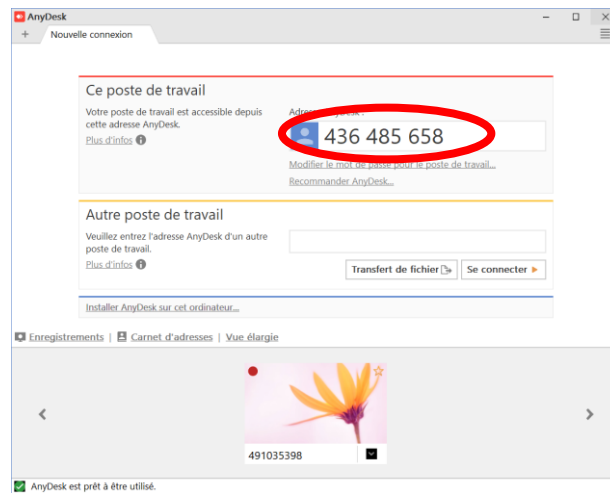 AnyDesk
+ Nouvelle connexion
Ce poste de travail
Votre poste de travail est accessible depuis
cette adresse AnyDesk.
Plus d'infos
436 485 658
Modifier le mot de passe pour le poste de travail...
Recommander AnyDesk...
Autre poste de travail
Veuillez entrez l'adresse AnyDesk d'un autre
poste de travail.
Plus d'infos
Transfert de fichier
Se connecter
Installer AnyDesk sur cet ordinateur...
Enregistrements | Carnet d'adresses | Vue élargie
491035398
AnyDesk est prêt à être utilisé.